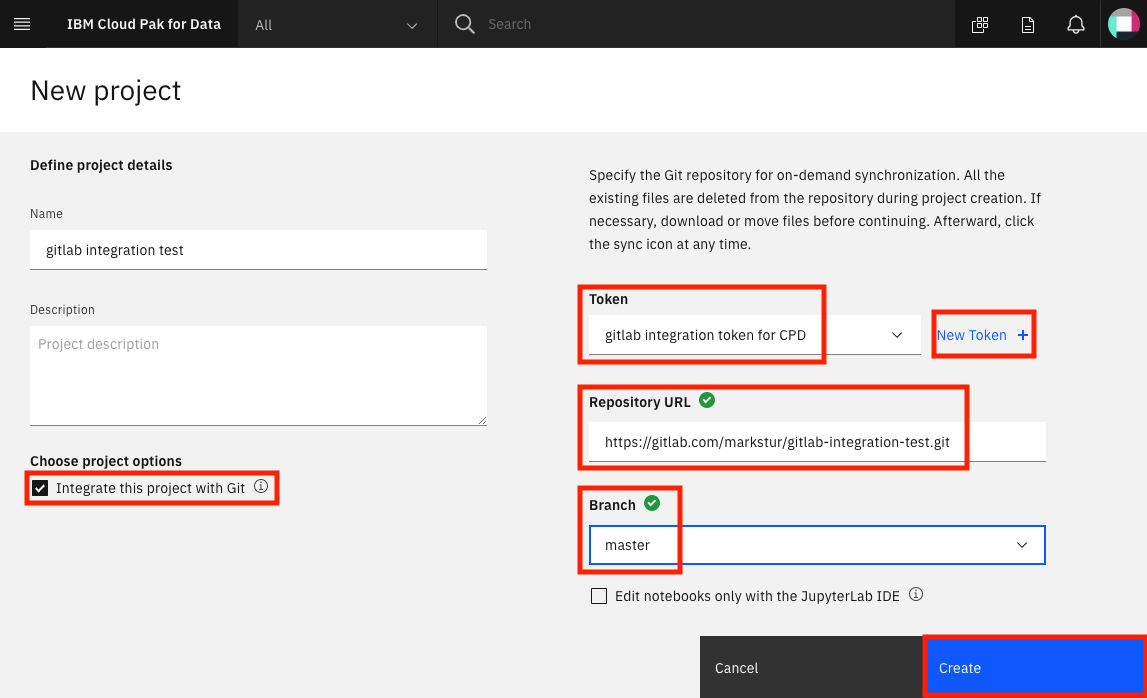 IBM Cloud Pak for Data
All
Search
New project
Define project details
Name
gitlab integration test
Description
Project description
Choose project options
Integrate this project with Git
Specify the Git repository for on-demand synchronization. All the
existing files are deleted from the repository during project creation. If
necessary, download or move files before continuing. Afterward, click
the sync icon at any time.
Token
gitlab integration token for CPD
New Token +
Repository URL
https://gitlab.com/markstur/gitlab-integration-test.git
Branch
master
Edit notebooks only with the JupyterLab IDE
Cancel
Create